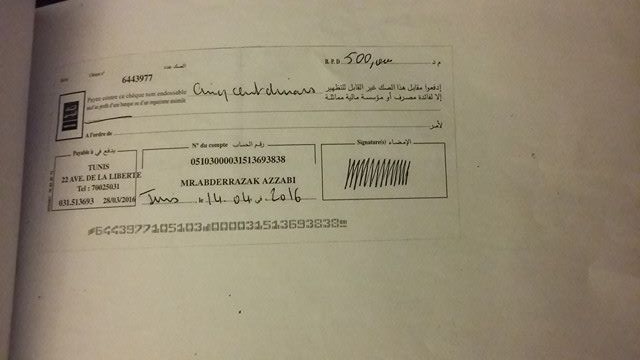 Chèque n° 6443977 الصك عدد
B.P.D 500,000 م د
Payez contre ce chèque non endossable Cinq cent dinars إدفعوا مقابل هذا الصك غير القابل للتظهير
sauf au profit d'un banque ou d'un organisme assimilé إلا لفائدة مصرف أو مؤسسة مالية مماثلة
A l'ordre de لأمر
Payable à يدفع في
TUNIS
22 AVE. DE LA LIBERTE
Tel : 70025031
031.513693 28/03/2016
N° du compte رقم الحساب
05103000031513693838
MR.ABDERRAZAK AZZABI
Tunis le 14.04.2016
Signature(s) الإمضاء
6443977105103 000031513693838